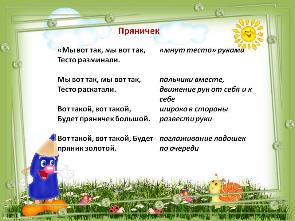 Пряничек
«Мы вот так, мы вот так, «мнут тесто» руками
Тесто разминали.
Мы вот так, мы вот так, пальчики вместе,
Тесто раскатали. движение рук от себя и к
себе
Вот такой, вот такой, широко в стороны
Будет пряничек большой. развести руки
Вот такой, вот такой, Будет поглаживание ладошек
пряник золотой. по очереди